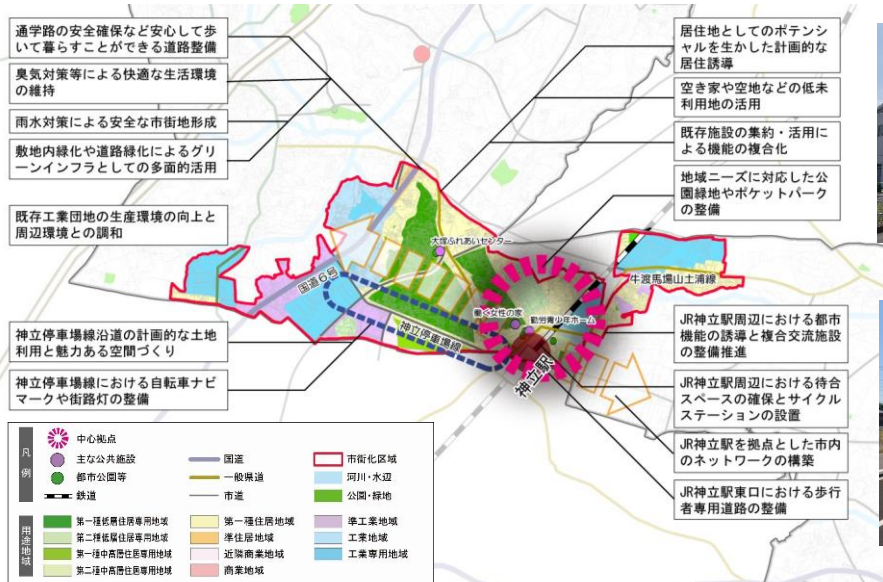 通学路の安全確保など安心して歩
いて暮らすことができる道路整備
臭気対策等による快適な生活環境
の維持
雨水対策による安全な市街地形成
敷地内緑化や道路緑化によるグ
リーンインフラとしての多面的活用
既存工業団地の生産環境の向上と
周辺環境との調和
神立停車場線沿道の計画的な土地
利用と魅力ある空間づくり
神立停車場線における自転車ナビ
マークや街路灯の整備
居住地としてのポテンシ
ャルを生かした計画的な
居住誘導
空き家や空地などの低未
利用地の活用
既存施設の集約・活用に
よる機能の複合化
地域ニーズに対応した公
園緑地やポケットパーク
の整備
JR神立駅周辺における都市
機能の誘導と複合交流施設
の整備推進
JR神立駅周辺における待合
スペースの確保とサイクル
ステーションの設置
JR神立駅を拠点とした市内
のネットワークの構築
JR神立駅東口における歩行
者専用道路の整備
大塚ふれあいセンター
国道6号
牛渡馬場山土浦線
働く女性の家
勤労青少年ホーム
神立停車場線
神立駅
凡例
中心拠点
主な公共施設
都市公園等
鉄道
国道
一般県道
市道
市街化区域
河川・水辺
公園・緑地
用途地域
第一種低層住居専用地域
第二種低層住居専用地域
第一種中高層住居専用地域
第二種中高層住居専用地域
第一種住居地域
準住居地域
近隣商業地域
商業地域
準工業地域
工業地域
工業専用地域